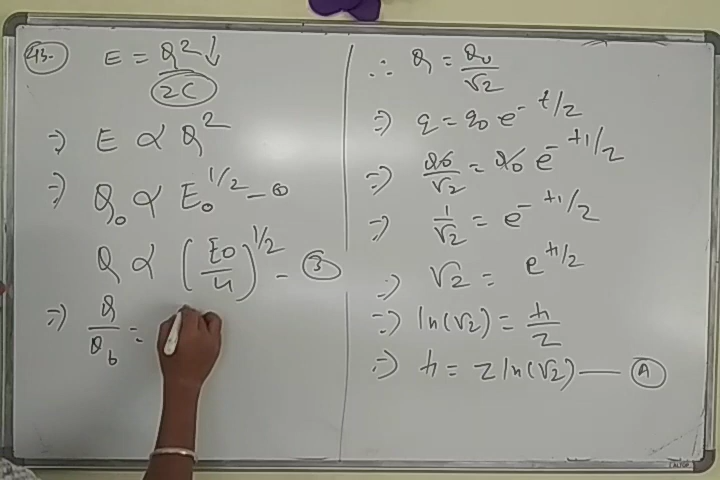 43.
E = Q²↓ / 2C
⇒ E ∝ Q²
⇒ Q₀ ∝ E₀^1/2 —
Q ∝ (E₀/4)^1/2 — ③
⇒ Q/Q₀ =
∴ Q = Q₀/√2
⇒ q = q₀ e^-t/2
⇒ Q₀/√2 = Q₀ e^-t1/2
⇒ 1/√2 = e^-t1/2
⇒ √2 = e^t1/2
⇒ ln(√2) = t1/2
⇒ t1 = 2 ln(√2) — Ⓐ